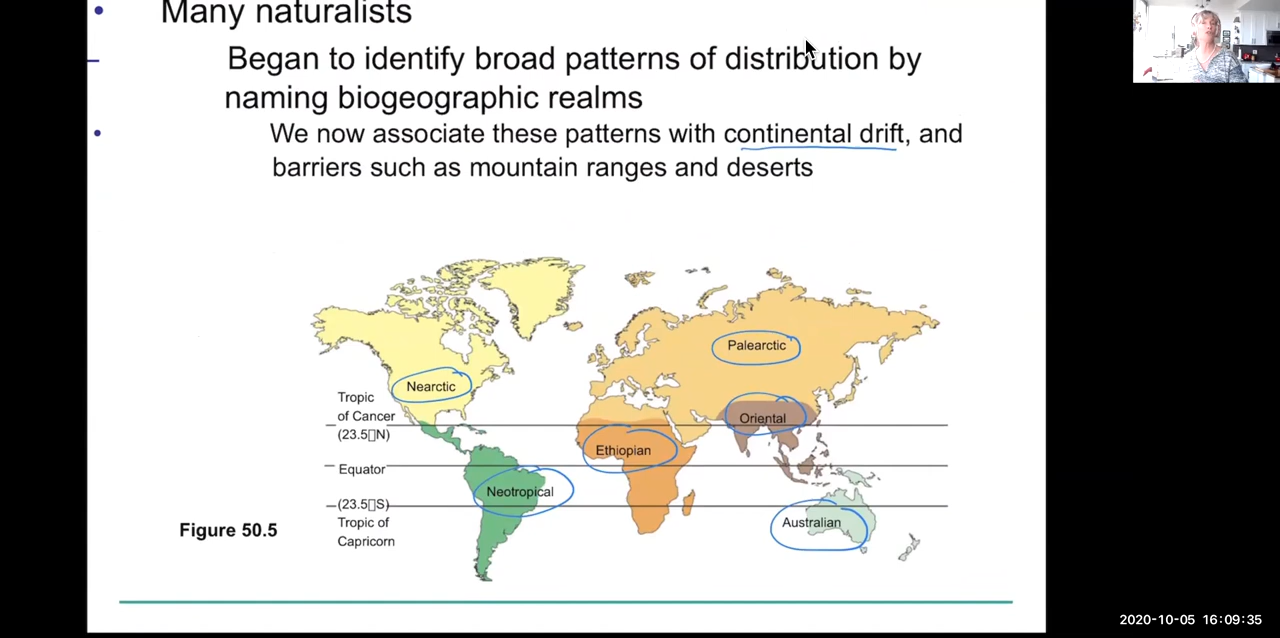 Many naturalists
Began to identify broad patterns of distribution by
naming biogeographic realms
We now associate these patterns with continental drift, and
barriers such as mountain ranges and deserts
Palearctic
Nearctic
Tropic
of Cancer
(23.5▯N)
Oriental
Ethiopian
Equator
Neotropical
(23.5▯S)
Tropic of
Capricorn
Australian
Figure 50.5
2020-10-05 16:09:35